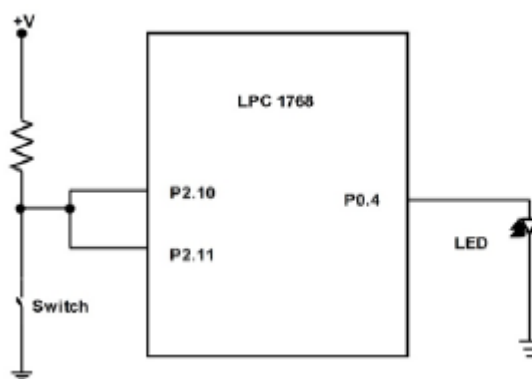 +V
LPC 1768
P2.10
P0.4
P2.11
LED
Switch